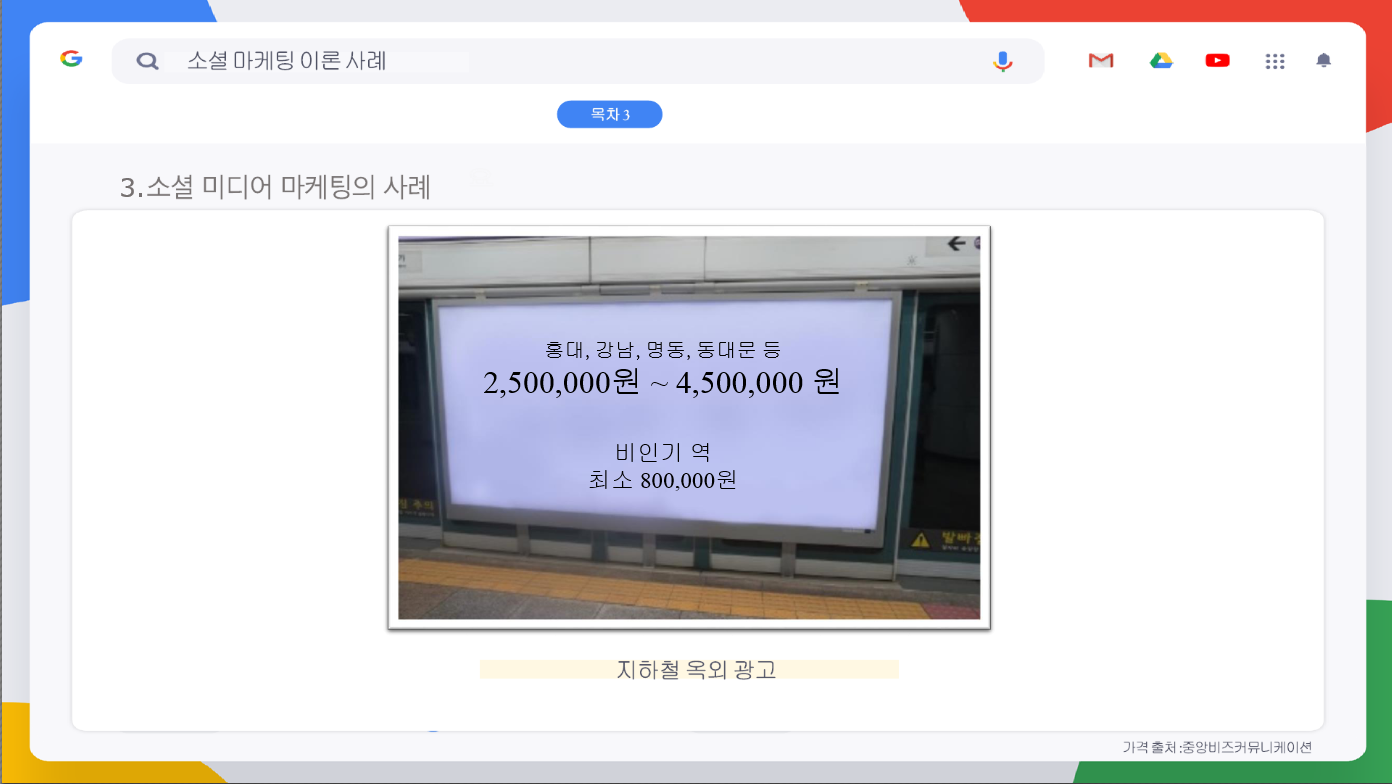 소셜 마케팅 이론 사례
목차 3
3.소셜 미디어 마케팅의 사례
홍대, 강남, 명동, 동대문 등
2,500,000원 ~ 4,500,000 원
비인기 역
최소 800,000원
주의
발빠
지하철 옥외 광고
가격 출처:중앙비즈커뮤니케이션